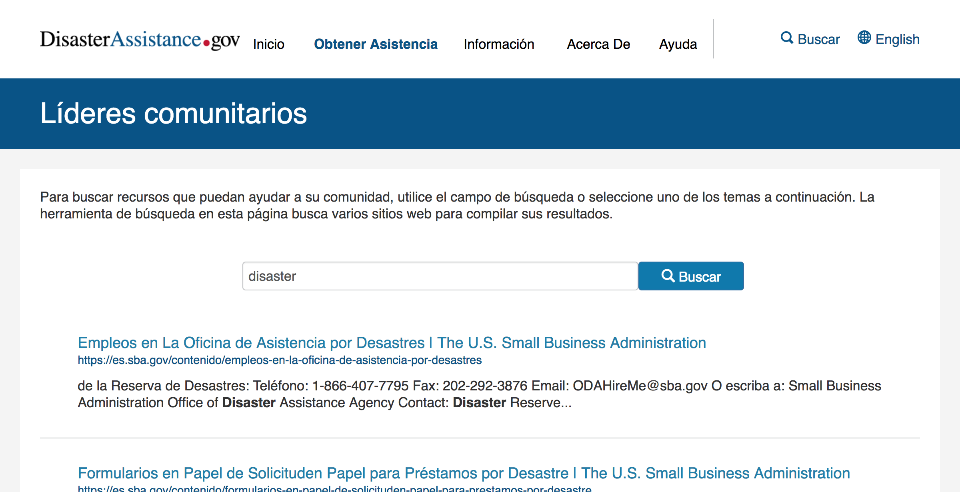 DisasterAssistance.gov Inicio Obtener Asistencia Información Acerca De Ayuda Buscar English
Líderes comunitarios
Para buscar recursos que puedan ayudar a su comunidad, utilice el campo de búsqueda o seleccione uno de los temas a continuación. La
herramienta de búsqueda en esta página busca varios sitios web para compilar sus resultados.
disaster Buscar
Empleos en La Oficina de Asistencia por Desastres | The U.S. Small Business Administration
https://es.sba.gov/contenido/empleos-en-la-oficina-de-asistencia-por-desastres
de la Reserva de Desastres: Teléfono: 1-866-407-7795 Fax: 202-292-3876 Email: ODAHireMe@sba.gov O escriba a: Small Business
Administration Office of Disaster Assistance Agency Contact: Disaster Reserve...
Formularios en Papel de Solicituden Papel para Préstamos por Desastre | The U.S. Small Business Administration
https://es.sba.gov/contenido/formularios-en-papel-de-solicituden-papel-para-prestamos-por-desastre